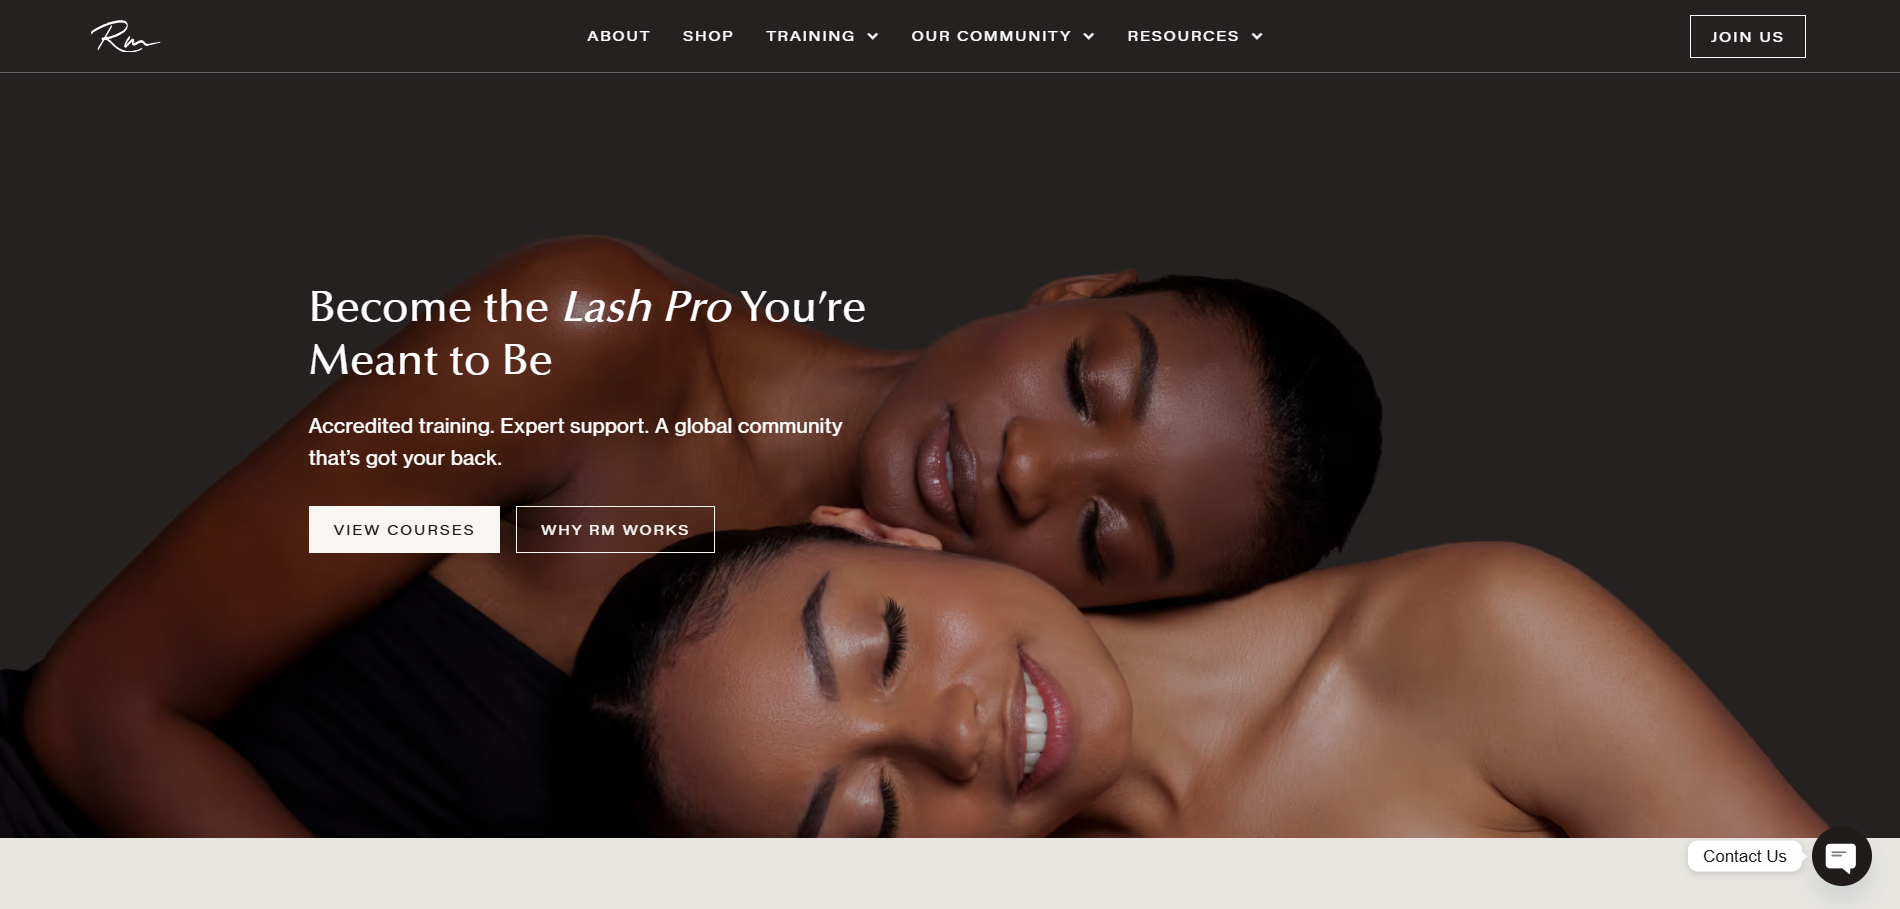 Rm
ABOUT SHOP TRAINING OUR COMMUNITY RESOURCES
JOIN US
Become the Lash Pro You’re
Meant to Be
Accredited training. Expert support. A global community
that’s got your back.
VIEW COURSES WHY RM WORKS
Contact Us